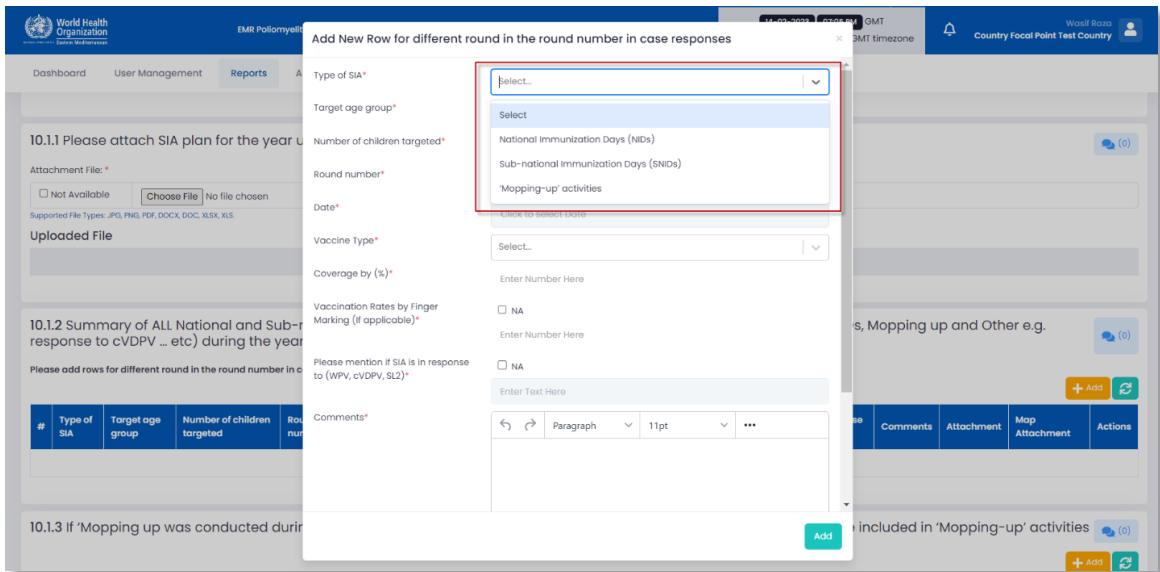 World Health
Organization
Eastern Mediterranean
EMR Poliomyelit
14-02-2023 07:05 PM GMT
GMT timezone
Wasif Raza
Country Focal Point Test Country
Dashboard User Management Reports A
Add New Row for different round in the round number in case responses ×
Type of SIA*
Select...
Select
National Immunization Days (NIDs)
Sub-national Immunization Days (SNIDs)
'Mopping-up' activities
Target age group*
Number of children targeted*
Round number*
Date*
Click to Select Date
Vaccine Type*
Select...
Coverage by (%)*
Enter Number Here
Vaccination Rates by Finger
Marking (If applicable)*
NA
Enter Number Here
Please mention if SIA is in response
to (WPV, cVDPV, SL2)*
NA
Enter Text Here
Comments*
Paragraph 11pt •••
Add
10.1.1 Please attach SIA plan for the year u
(0)
Attachment File: *
Not Available Choose File No file chosen
Supported File Types: JPG, PNG, PDF, DOCX, DOC, XLSX, XLS.
Uploaded File
10.1.2 Summary of ALL National and Sub-r
s, Mopping up and Other e.g.
response to cVDPV ... etc) during the year
(0)
Please add rows for different round in the round number in c
+ Add
# Type of SIA Target age group Number of children targeted Rou nur se Comments Attachment Map Attachment Actions
10.1.3 If 'Mopping up was conducted durin
included in 'Mopping-up' activities
(0)
+ Add